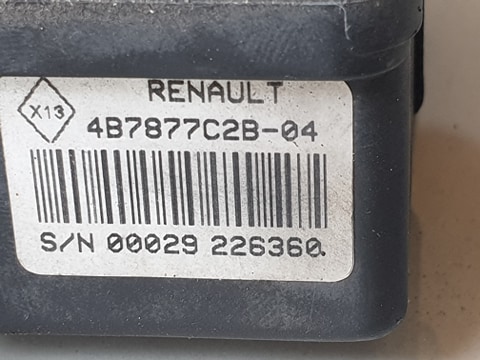 X13
RENAULT
4B7877C2B-04
S/N 00029 226360.